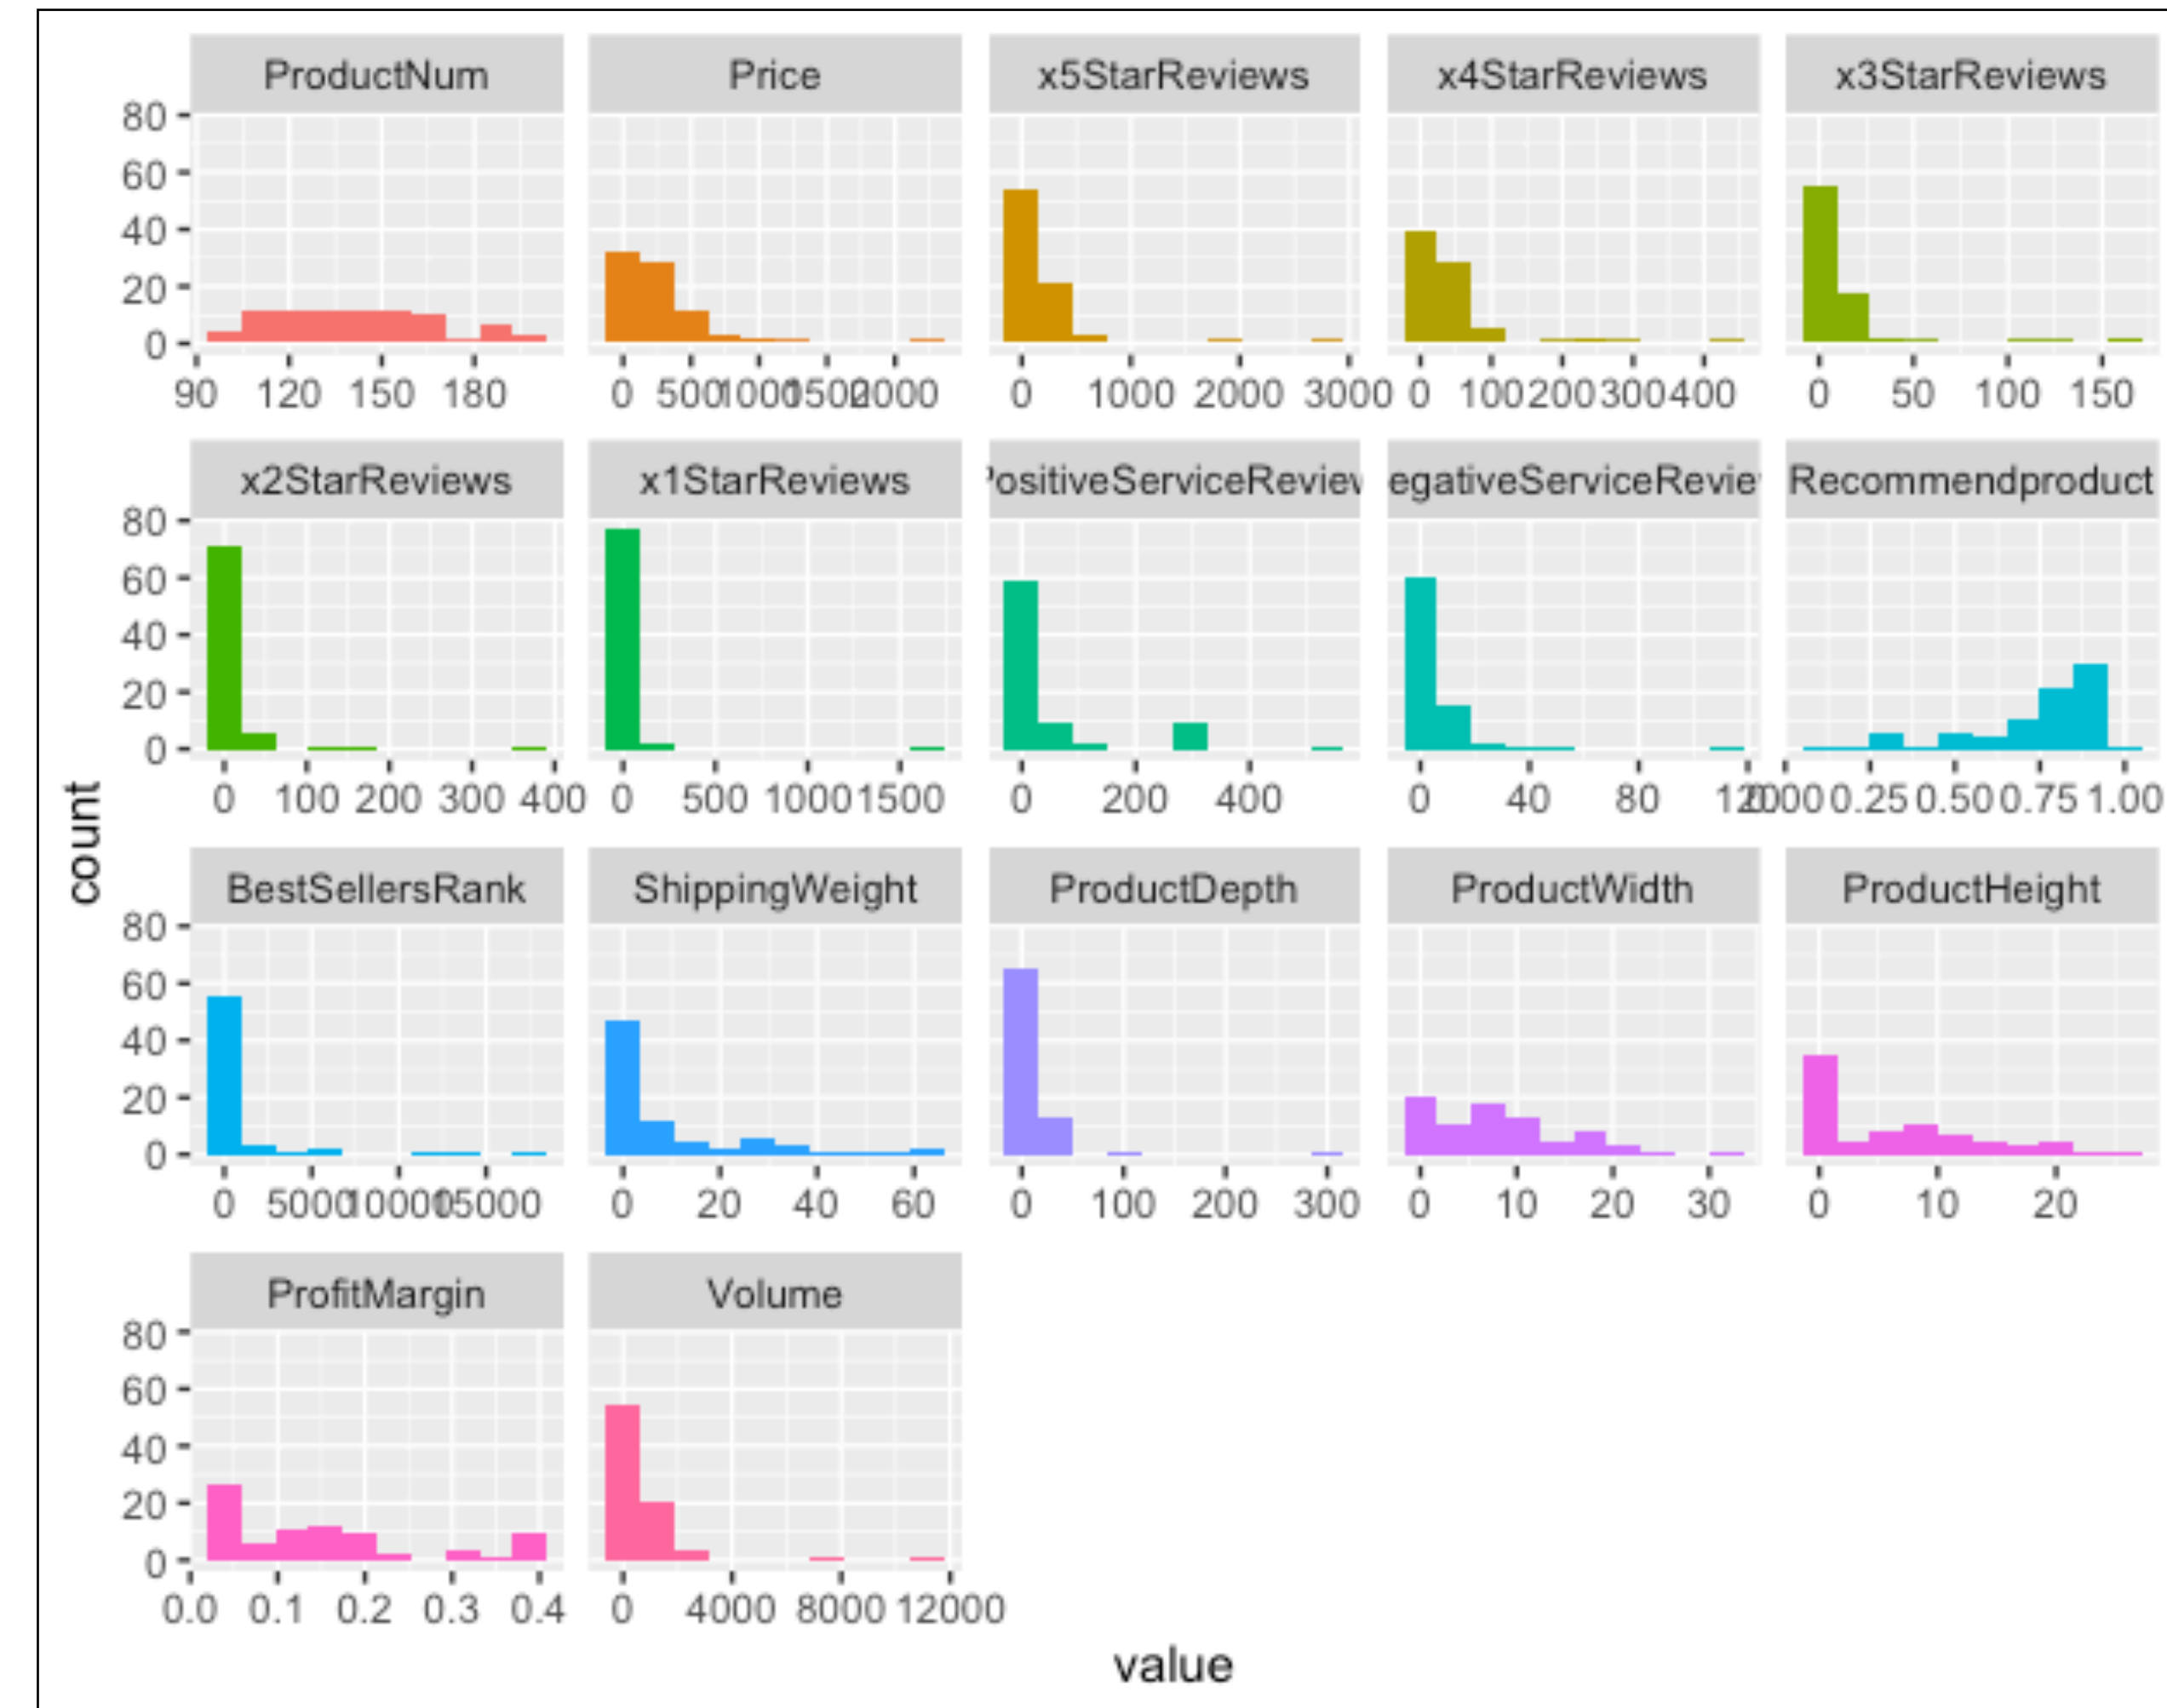 ProductNum Price x5StarReviews x4StarReviews x3StarReviews
80
60
40
20
0
90 120 150 180 0 500 1000 1500 2000 0 1000 2000 3000 0 100 200 300 400 0 50 100 150
x2StarReviews x1StarReviews PositiveServiceReview egativeServiceReview Recommendproduct
80
60
40
20
0
0 100 200 300 400 0 500 1000 1500 0 200 400 0 40 80 120 0.00 0.25 0.50 0.75 1.00
count
BestSellersRank ShippingWeight ProductDepth ProductWidth ProductHeight
80
60
40
20
0
0 5000 10000 15000 0 20 40 60 0 100 200 300 0 10 20 30 0 10 20
ProfitMargin Volume
80
60
40
20
0
0.0 0.1 0.2 0.3 0.4 0 4000 8000 12000
value